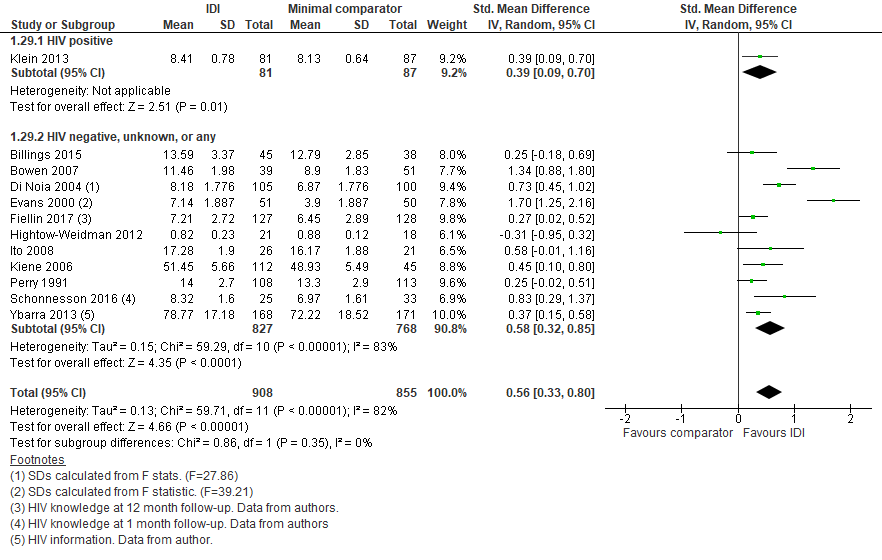 IDI Minimal comparator Std. Mean Difference Std. Mean Difference
Study or Subgroup Mean SD Total Mean SD Total Weight IV, Random, 95% CI IV, Random, 95% CI
1.29.1 HIV positive
Klein 2013 8.41 0.78 81 8.13 0.64 87 9.2% 0.39 [0.09, 0.70]
Subtotal (95% CI) 81 87 9.2% 0.39 [0.09, 0.70]
Heterogeneity: Not applicable
Test for overall effect: Z = 2.51 (P = 0.01)
1.29.2 HIV negative, unknown, or any
Billings 2015 13.59 3.37 45 12.79 2.85 38 8.0% 0.25 [-0.18, 0.69]
Bowen 2007 11.46 1.98 39 8.9 1.83 51 7.7% 1.34 [0.88, 1.80]
Di Noia 2004 (1) 8.18 1.776 105 6.87 1.776 100 9.4% 0.73 [0.45, 1.02]
Evans 2000 (2) 7.14 1.887 51 3.9 1.887 50 7.8% 1.70 [1.25, 2.16]
Fiellin 2017 (3) 7.21 2.72 127 6.45 2.89 128 9.7% 0.27 [0.02, 0.52]
Hightow-Weidman 2012 0.82 0.23 21 0.88 0.12 18 6.2% -0.31 [-0.95, 0.32]
Ito 2008 17.28 1.9 26 16.17 1.88 21 6.7% 0.58 [-0.01, 1.16]
Kiene 2006 51.45 5.66 112 48.93 5.49 45 8.8% 0.45 [0.10, 0.80]
Perry 1991 14 2.7 108 13.3 2.9 113 9.6% 0.25 [-0.02, 0.51]
Schonnesson 2016 (4) 8.32 1.6 25 6.97 1.61 33 7.0% 0.83 [0.29, 1.37]
Ybarra 2013 (5) 78.77 17.18 168 72.22 18.52 171 10.0% 0.37 [0.15, 0.58]
Subtotal (95% CI) 827 768 90.8% 0.58 [0.32, 0.85]
Heterogeneity: Tau² = 0.15; Chi² = 59.29, df = 10 (P < 0.00001); I² = 83%
Test for overall effect: Z = 4.35 (P < 0.0001)
Total (95% CI) 908 855 100.0% 0.56 [0.33, 0.80]
Heterogeneity: Tau² = 0.13; Chi² = 59.71, df = 11 (P < 0.00001); I² = 82%
Test for overall effect: Z = 4.66 (P < 0.00001)
Test for subgroup differences: Chi² = 0.86, df = 1 (P = 0.35), I² = 0%
-2 -1 0 1 2
Favours comparator Favours IDI
Footnotes
(1) SDs calculated from F stats. (F=27.86)
(2) SDs calculated from F statistic. (F=39.21)
(3) HIV knowledge at 12 month follow-up. Data from authors.
(4) HIV knowledge at 1 month follow-up. Data from authors
(5) HIV information. Data from author.